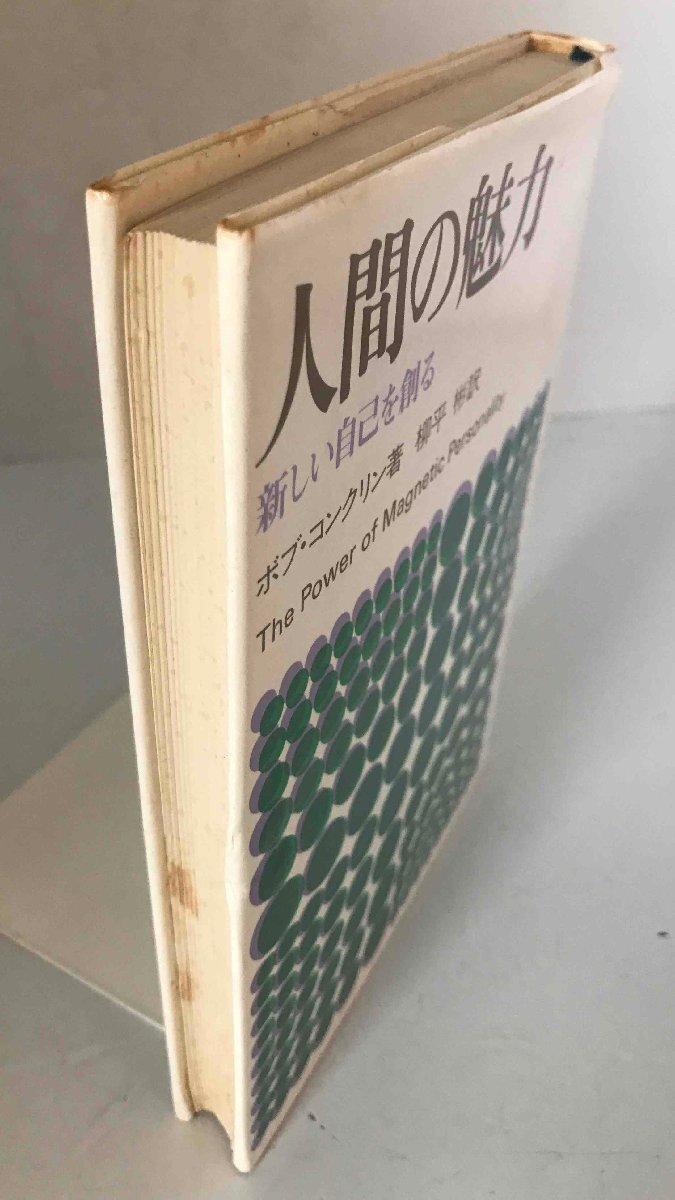 人間の魅力
新しい自己を創る
ボブ・コンクリン著 柳平 彬訳
The Power of Magnetic Personality